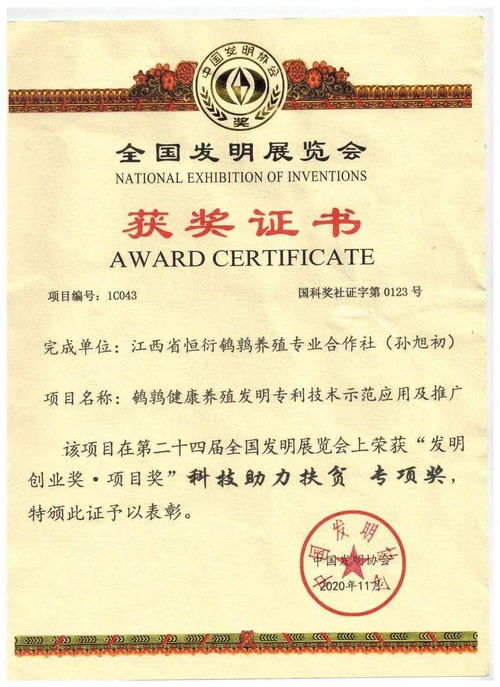 中国发明协会
奖
全国发明展览会
NATIONAL EXHIBITION OF INVENTIONS
获奖证书
AWARD CERTIFICATE
项目编号：1C043 国科奖社证字第 0123 号
完成单位：江西省恒衍鹌鹑养殖专业合作社（孙旭初）
项目名称：鹌鹑健康养殖发明专利技术示范应用及推广
该项目在第二十四届全国发明展览会上荣获“发明
创业奖·项目奖”科技助力扶贫 专项奖，
特颁此证予以表彰。
中国发明协会
中国发明协会
2020年11月